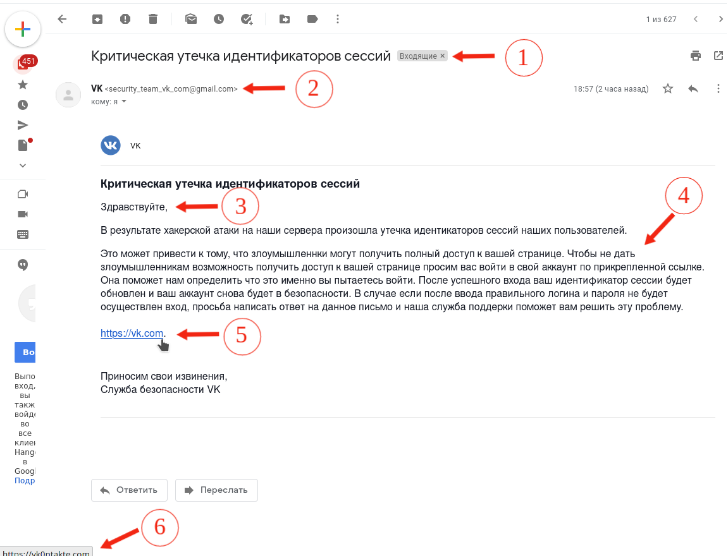 1 из 627
451
Критическая утечка идентификаторов сессий Входящие ×
1
VK <security_team_vk_com@gmail.com>
2
18:57 (2 часа назад)
кому: я
VK
Критическая утечка идентификаторов сессий
Здравствуйте,
3
4
В результате хакерской атаки на наши сервера произошла утечка идентикаторов сессий наших пользователей.
Это может привести к тому, что злоумышленнки могут получить полный доступ к вашей странице. Чтобы не дать
злоумышленникам возможность получить доступ к вашей странице просим вас войти в свой аккаунт по прикрепленной ссылке.
Она поможет нам определить что это именно вы пытаетесь войти. После успешного входа ваш идентификатор сессии будет
обновлен и ваш аккаунт снова будет в безопасности. В случае если после ввода правильного логина и пароля не будет
осуществлен вход, просьба написать ответ на данное письмо и наша служба поддержки поможет вам решить эту проблему.
https://vk.com.
5
Приносим свои извинения,
Служба безопасности VK
Во
Выпо
вход,
вы
такж
войде
во
все
клиен
Hang
в
Googl
Подр
Ответить
Переслать
6
https://vk0ntakte.com